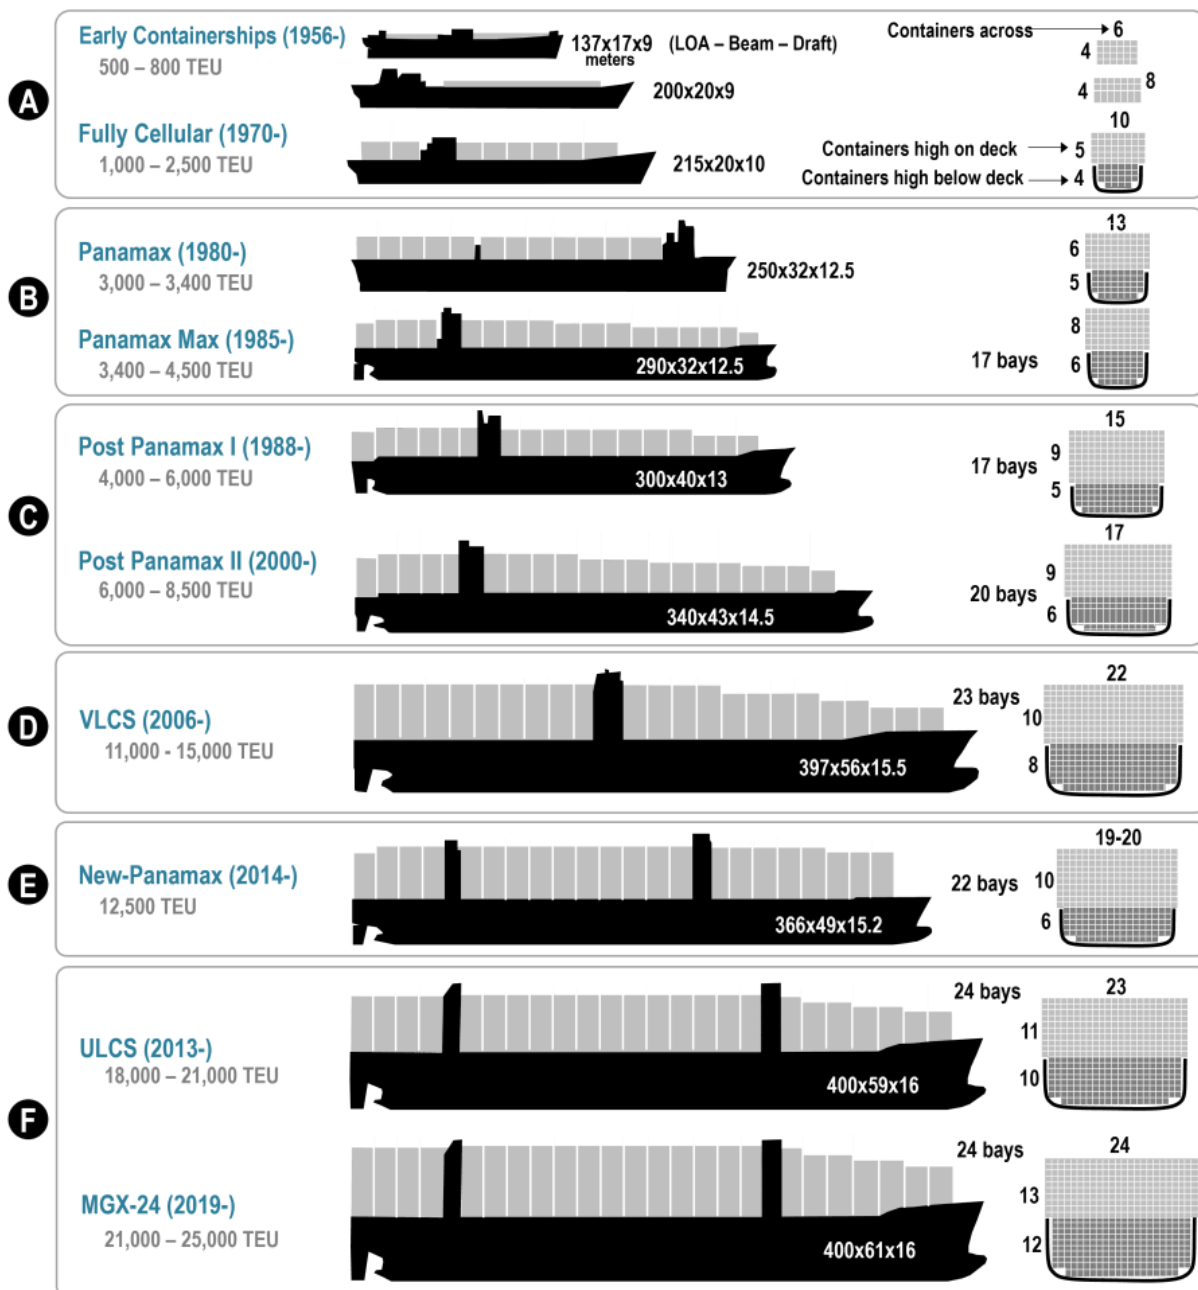 A
Early Containerships (1956-)
500 – 800 TEU
137x17x9 (LOA – Beam – Draft)
meters
200x20x9
Containers across
6
4
4
8
Fully Cellular (1970-)
1,000 – 2,500 TEU
215x20x10
10
Containers high on deck
5
Containers high below deck
4
B
Panamax (1980-)
3,000 – 3,400 TEU
250x32x12.5
13
6
5
Panamax Max (1985-)
3,400 – 4,500 TEU
290x32x12.5
17 bays
8
6
C
Post Panamax I (1988-)
4,000 – 6,000 TEU
300x40x13
17 bays
15
9
5
Post Panamax II (2000-)
6,000 – 8,500 TEU
340x43x14.5
20 bays
17
9
6
D
VLCS (2006-)
11,000 - 15,000 TEU
397x56x15.5
23 bays
22
10
8
E
New-Panamax (2014-)
12,500 TEU
366x49x15.2
22 bays
19-20
10
6
F
ULCS (2013-)
18,000 – 21,000 TEU
400x59x16
24 bays
23
11
10
MGX-24 (2019-)
21,000 – 25,000 TEU
400x61x16
24 bays
24
13
12